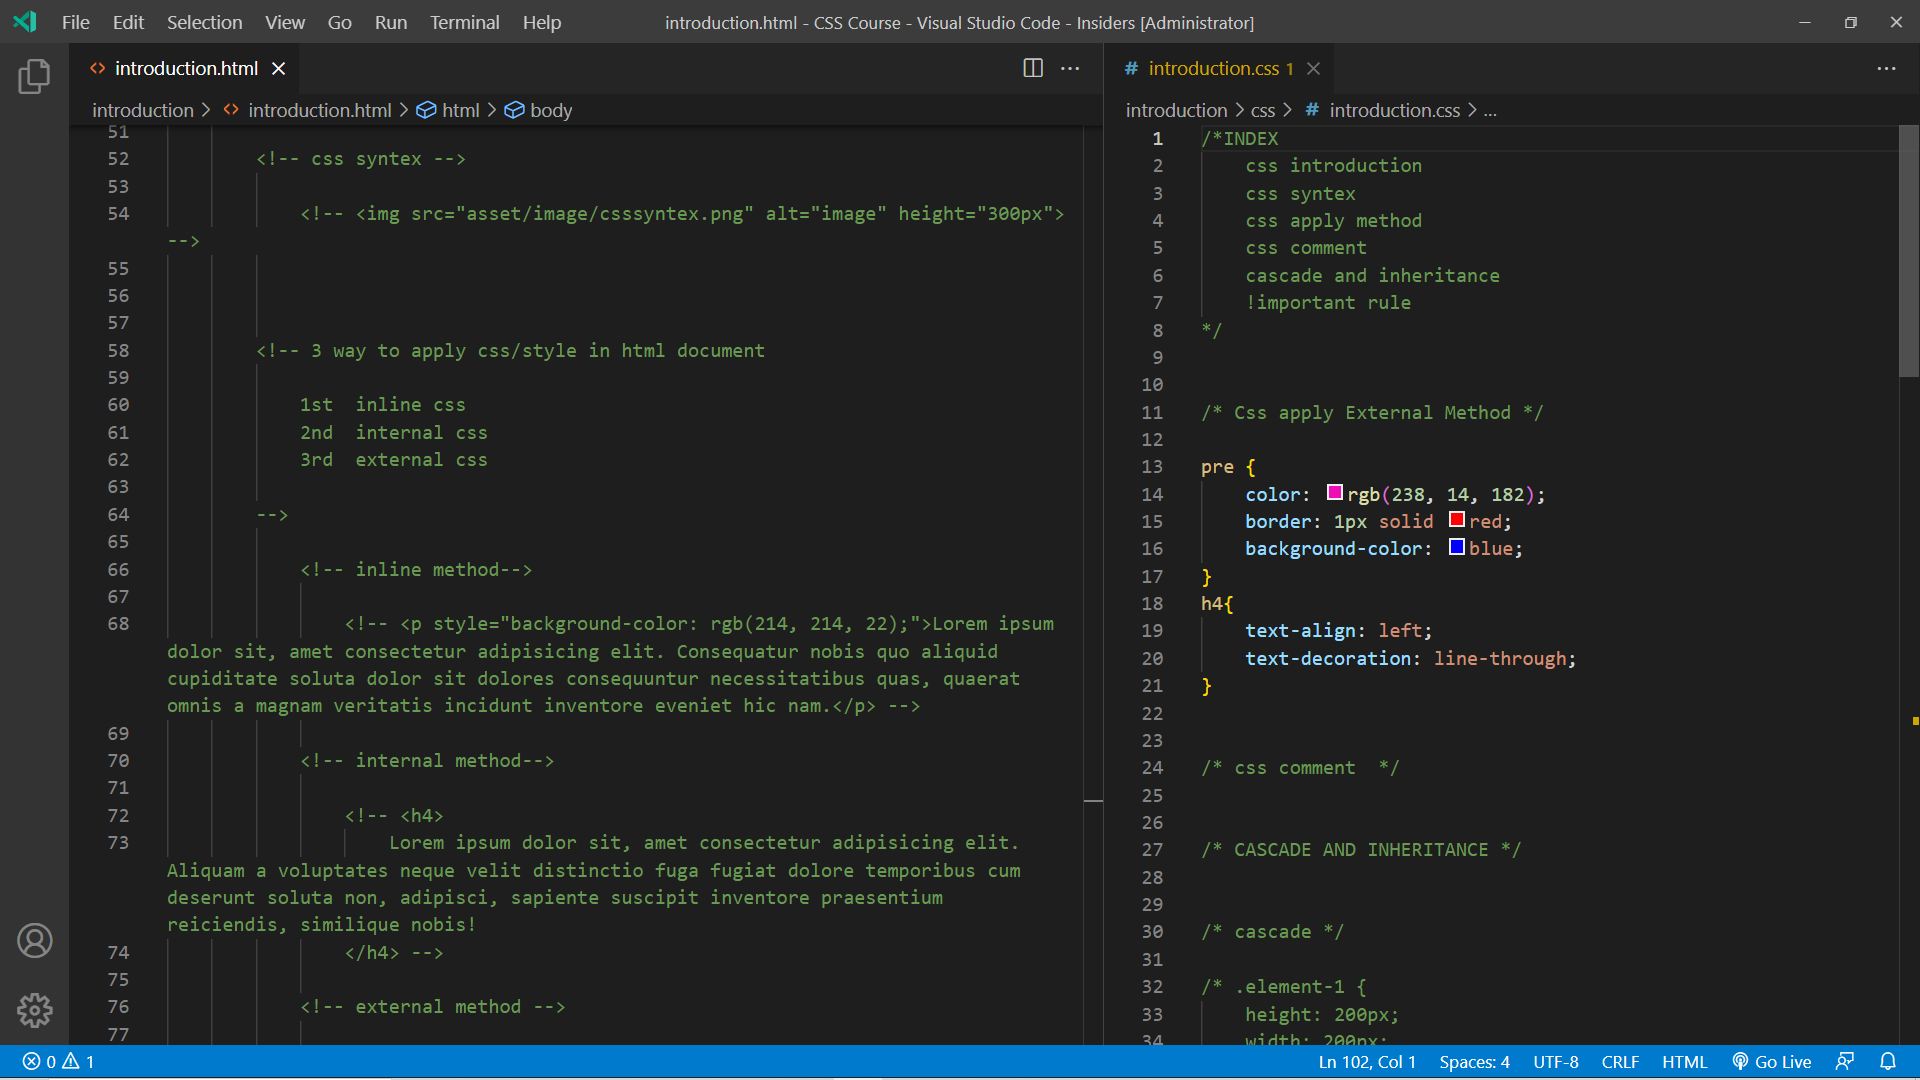 File Edit Selection View Go Run Terminal Help
introduction.html - CSS Course - Visual Studio Code - Insiders [Administrator]
introduction.html
introduction > introduction.html > html > body
51
52 <!-- css syntex -->
53
54 <!-- <img src="asset/image/csssyntex.png" alt="image" height="300px">
-->
55
56
57
58 <!-- 3 way to apply css/style in html document
59
60 1st inline css
61 2nd internal css
62 3rd external css
63
64 -->
65
66 <!-- inline method-->
67
68 <!-- <p style="background-color: rgb(214, 214, 22);">Lorem ipsum
dolor sit, amet consectetur adipisicing elit. Consequatur nobis quo aliquid
cupiditate soluta dolor sit dolores consequuntur necessitatibus quas, quaerat
omnis a magnam veritatis incidunt inventore eveniet hic nam.</p> -->
69
70 <!-- internal method-->
71
72 <!-- <h4>
73 Lorem ipsum dolor sit, amet consectetur adipisicing elit.
Aliquam a voluptates neque velit distinctio fuga fugiat dolore temporibus cum
deserunt soluta non, adipisci, sapiente suscipit inventore praesentium
reiciendis, similique nobis!
74 </h4> -->
75
76 <!-- external method -->
77
# introduction.css 1
introduction > css > # introduction.css > ...
1 /*INDEX
2 css introduction
3 css syntex
4 css apply method
5 css comment
6 cascade and inheritance
7 !important rule
8 */
9
10
11 /* Css apply External Method */
12
13 pre {
14 color: rgb(238, 14, 182);
15 border: 1px solid red;
16 background-color: blue;
17 }
18 h4{
19 text-align: left;
20 text-decoration: line-through;
21 }
22
23
24 /* css comment  */
25
26
27 /* CASCADE AND INHERITANCE */
28
29
30 /* cascade */
31
32 /* .element-1 {
33 height: 200px;
34 width: 200px;
0 1
Ln 102, Col 1 Spaces: 4 UTF-8 CRLF HTML Go Live